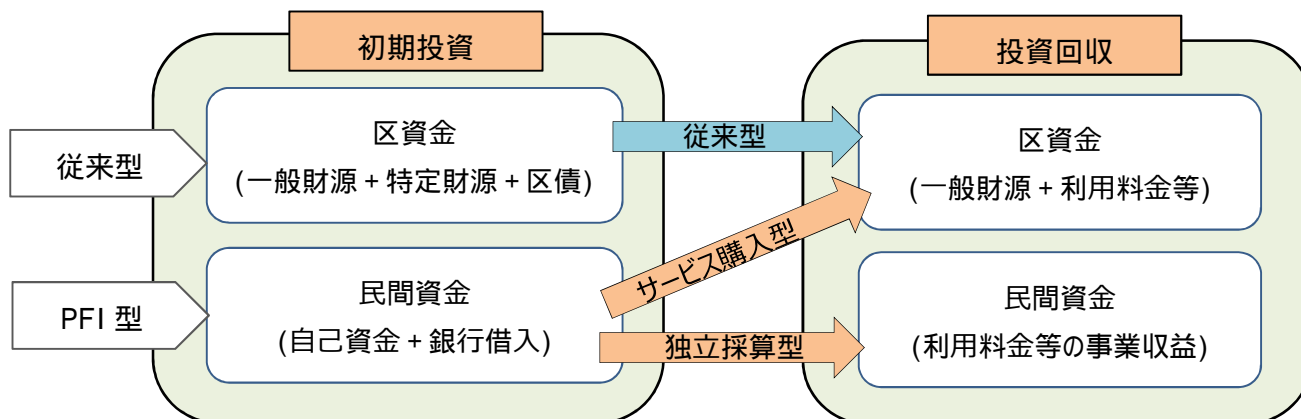 初期投資
投資回収
従来型
区資金
(一般財源 + 特定財源 + 区債)
従来型
区資金
(一般財源 + 利用料金等)
サービス購入型
PFI 型
民間資金
(自己資金 + 銀行借入)
独立採算型
民間資金
(利用料金等の事業収益)